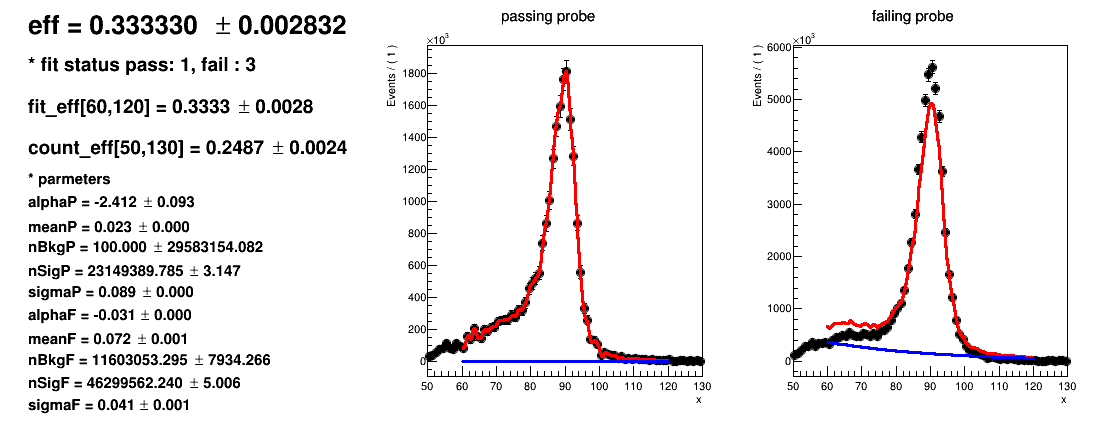 eff = 0.333330 ± 0.002832
* fit status pass: 1, fail : 3
fit_eff[60,120] = 0.3333 ± 0.0028
count_eff[50,130] = 0.2487 ± 0.0024
* parmeters
alphaP = -2.412 ± 0.093
meanP = 0.023 ± 0.000
nBkgP = 100.000 ± 29583154.082
nSigP = 23149389.785 ± 3.147
sigmaP = 0.089 ± 0.000
alphaF = -0.031 ± 0.000
meanF = 0.072 ± 0.001
nBkgF = 11603053.295 ± 7934.266
nSigF = 46299562.240 ± 5.006
sigmaF = 0.041 ± 0.001
passing probe
×10³
Events / ( 1 )
1800
1600
1400
1200
1000
800
600
400
200
0
50 60 70 80 90 100 110 120 130
x
failing probe
×10³
Events / ( 1 )
6000
5000
4000
3000
2000
1000
0
50 60 70 80 90 100 110 120 130
x